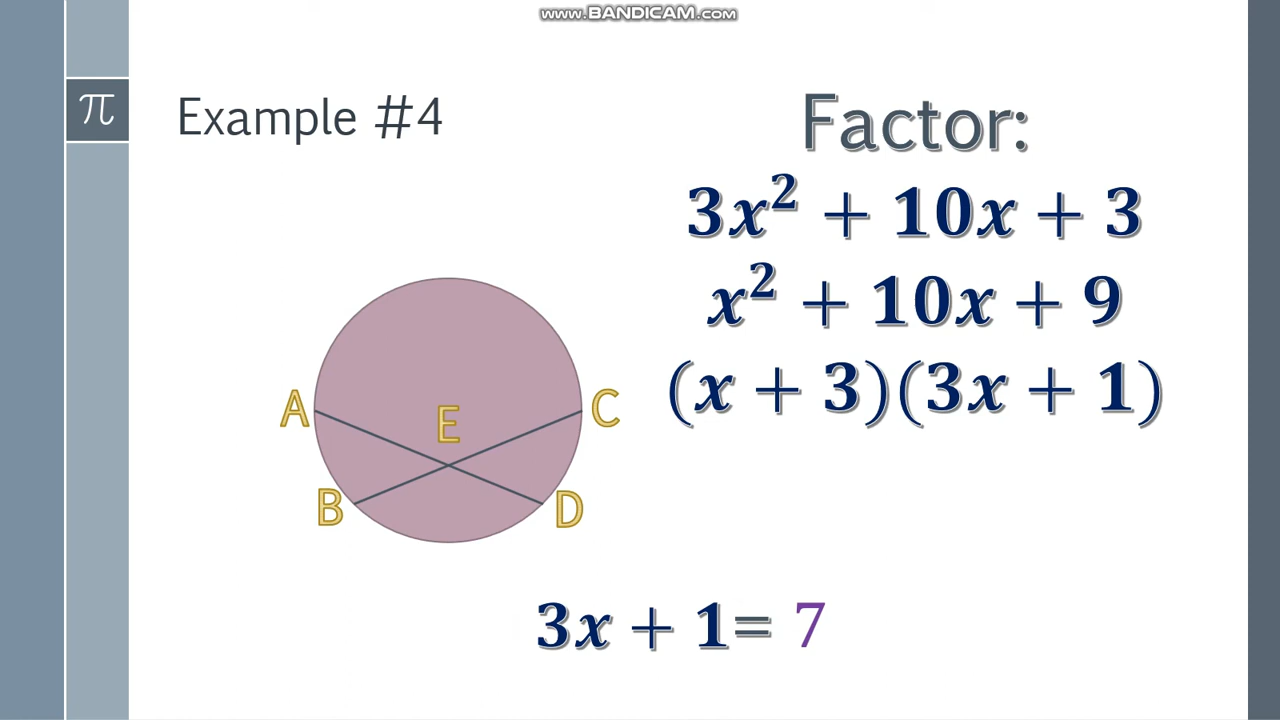 www.BANDICAM.com
π
Example #4
Factor:
3x² + 10x + 3
x² + 10x + 9
(x + 3)(3x + 1)
A
E
C
B
D
3x + 1= 7